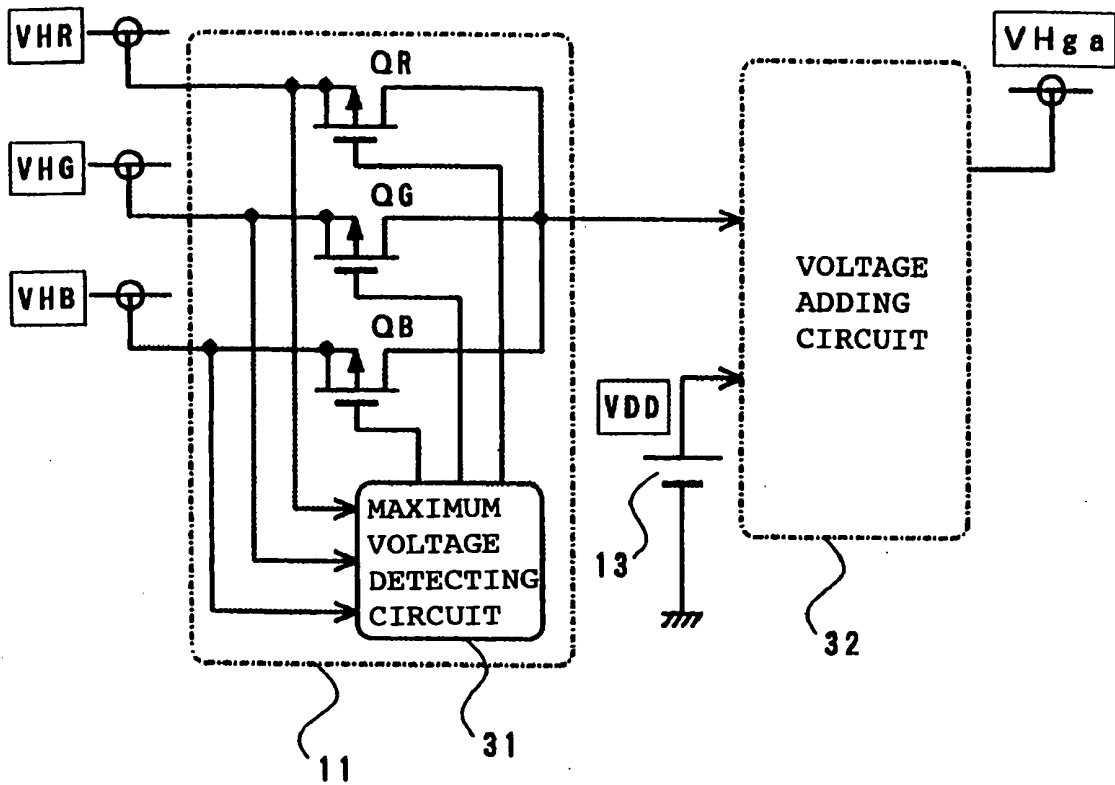 VHR
QR
VHga
VHG
QG
VHB
QB
VOLTAGE
ADDING
CIRCUIT
VDD
MAXIMUM
VOLTAGE
DETECTING
CIRCUIT
13
32
31
11